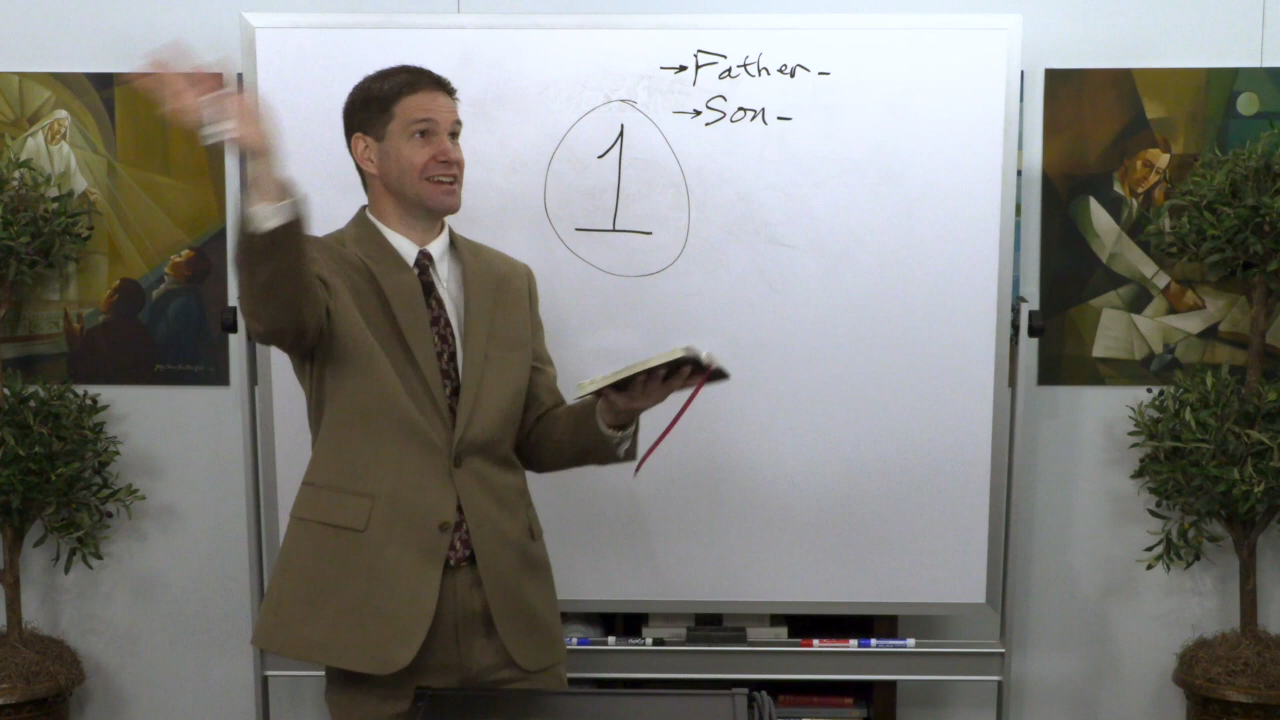 →Father-
→Son-
1